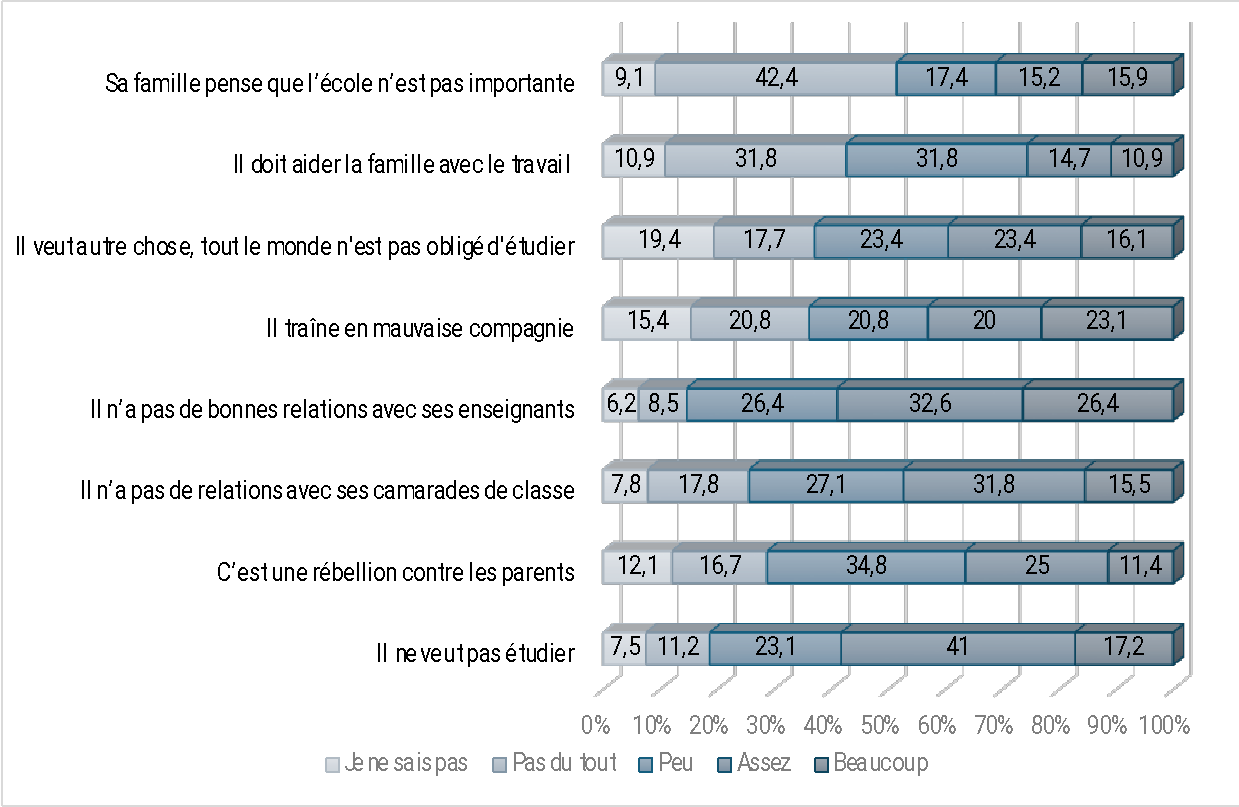 Sa famille pense que l’école n’est pas importante
9,1 42,4 17,4 15,2 15,9
Il doit aider la famille avec le travail
10,9 31,8 31,8 14,7 10,9
Il veut autre chose, tout le monde n'est pas obligé d'étudier
19,4 17,7 23,4 23,4 16,1
Il traîne en mauvaise compagnie
15,4 20,8 20,8 20 23,1
Il n’a pas de bonnes relations avec ses enseignants
6,2 8,5 26,4 32,6 26,4
Il n’a pas de relations avec ses camarades de classe
7,8 17,8 27,1 31,8 15,5
C’est une rébellion contre les parents
12,1 16,7 34,8 25 11,4
Il ne veut pas étudier
7,5 11,2 23,1 41 17,2
0% 10% 20% 30% 40% 50% 60% 70% 80% 90% 100%
Je ne sais pas Pas du tout Peu Assez Beaucoup